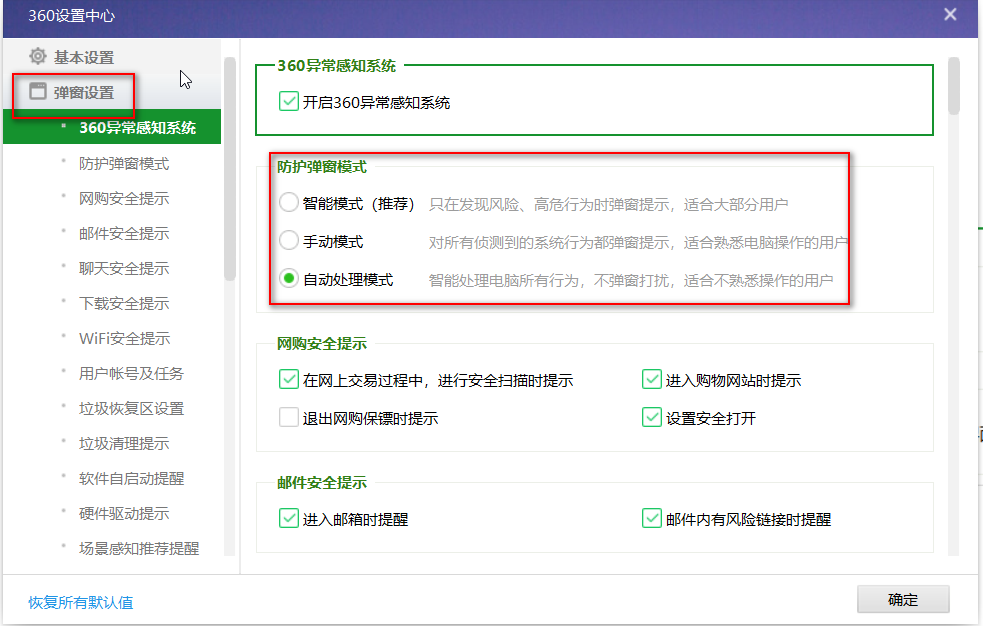 360设置中心
基本设置
弹窗设置
360异常感知系统
防护弹窗模式
网购安全提示
邮件安全提示
聊天安全提示
下载安全提示
WiFi安全提示
用户帐号及任务
垃圾恢复区设置
垃圾清理提示
软件自启动提醒
硬件驱动提示
场景感知推荐提醒
360异常感知系统
开启360异常感知系统
防护弹窗模式
智能模式（推荐） 只在发现风险、高危行为时弹窗提示，适合大部分用户
手动模式 对所有侦测到的系统行为都弹窗提示，适合熟悉电脑操作的用户
自动处理模式 智能处理电脑所有行为，不弹窗打扰，适合不熟悉操作的用户
网购安全提示
在网上交易过程中，进行安全扫描时提示 进入购物网站时提示
退出网购保镖时提示 设置安全打开
邮件安全提示
进入邮箱时提醒 邮件内有风险链接时提醒
恢复所有默认值 确定